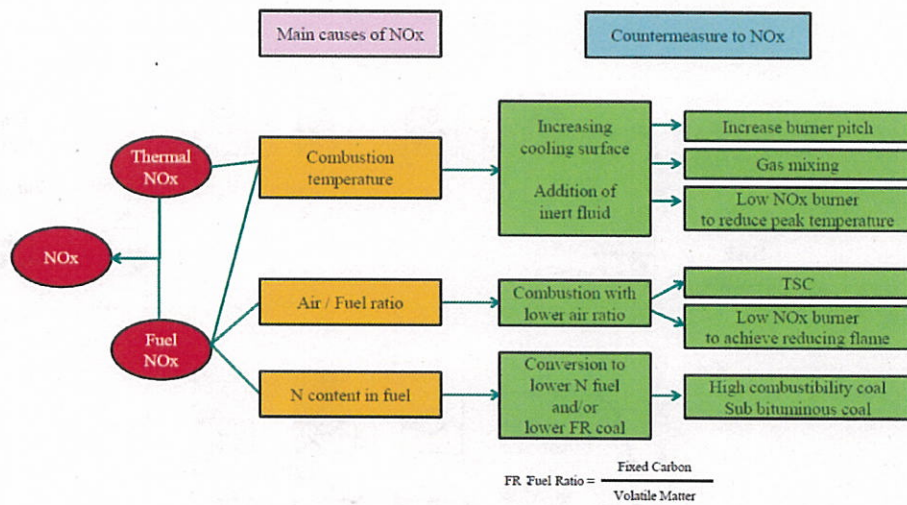 Main causes of NOx
Countermeasure to NOx
Thermal
NOx
NOx
Fuel
NOx
Combustion
temperature
Air / Fuel ratio
N content in fuel
Increasing
cooling surface
Addition of
inert fluid
Combustion with
lower air ratio
Conversion to
lower N fuel
and/or
lower FR coal
Increase burner pitch
Gas mixing
Low NOx burner
to reduce peak temperature
TSC
Low NOx burner
to achieve reducing flame
High combustibility coal
Sub bituminous coal
FR Fuel Ratio = Fixed Carbon
Volatile Matter